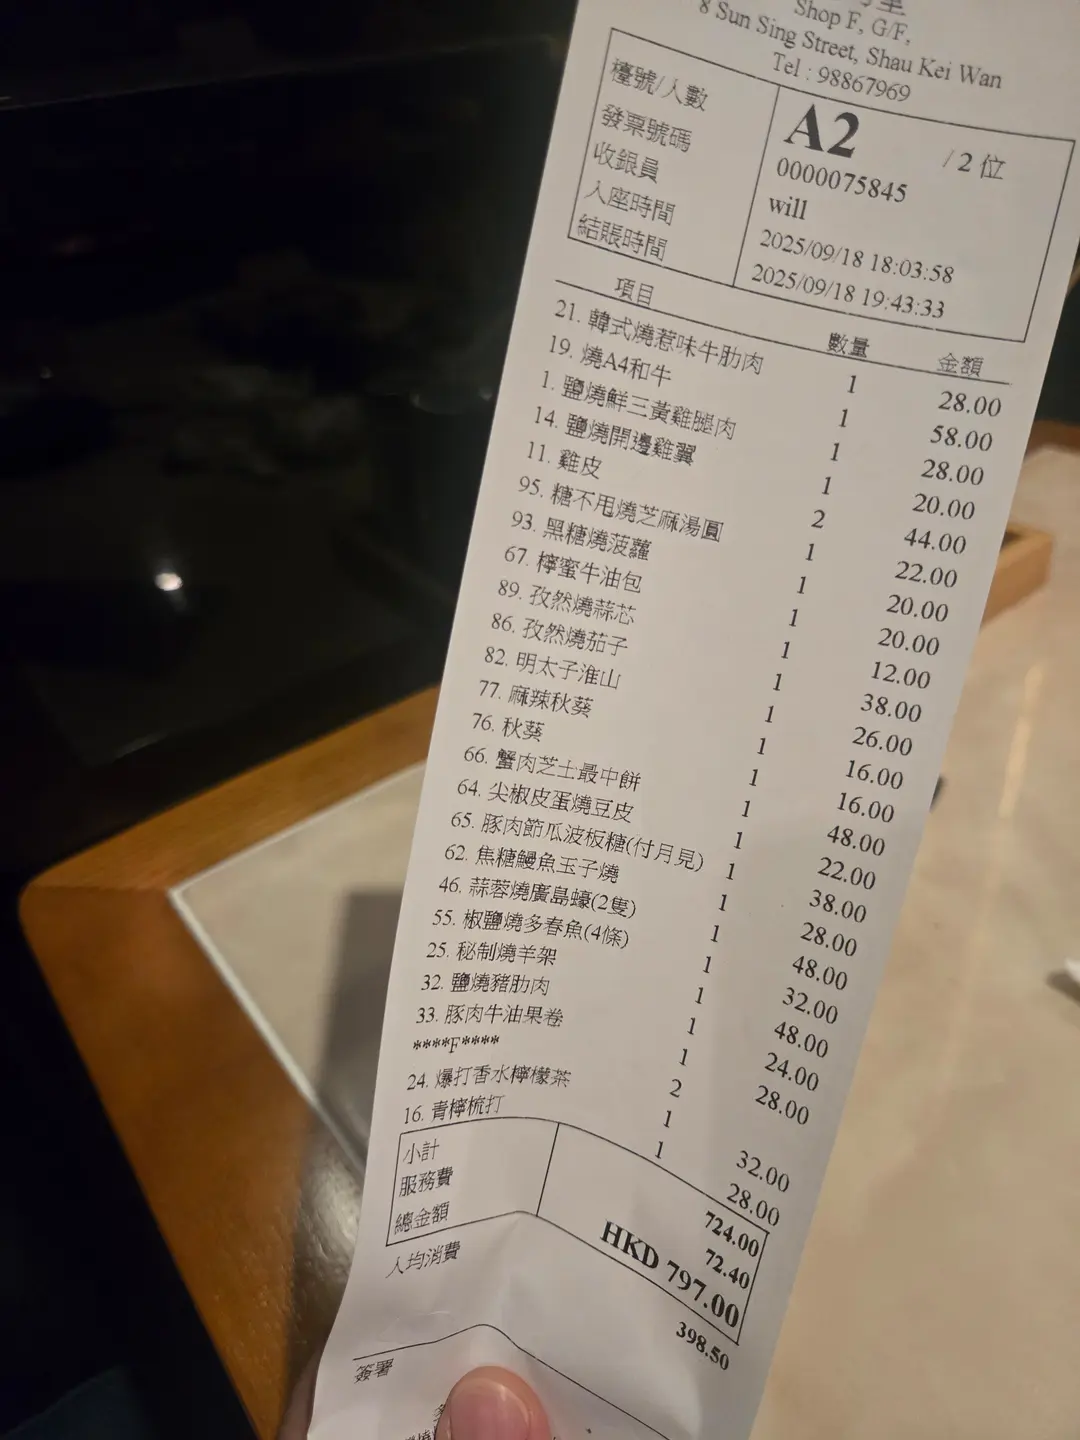 Shop F, G/F,
8 Sun Sing Street, Shau Kei Wan
Tel : 98867969
檯號/人數 A2 / 2 位
發票號碼 0000075845
收銀員 will
入座時間 2025/09/18 18:03:58
結賬時間 2025/09/18 19:43:33
項目 數量 金額
21. 韓式燒惹味牛肋肉 1 28.00
19. 燒A4和牛 1 58.00
1. 鹽燒鮮三黃雞腿肉 1 28.00
14. 鹽燒開邊雞翼 1 20.00
11. 雞皮 2 44.00
95. 糖不甩燒芝麻湯圓 1 22.00
93. 黑糖燒菠蘿 1 20.00
67. 檸蜜牛油包 1 20.00
89. 孜然燒蒜芯 1 12.00
86. 孜然燒茄子 1 38.00
82. 明太子淮山 1 26.00
77. 麻辣秋葵 1 16.00
76. 秋葵 1 16.00
66. 蟹肉芝士最中餅 1 48.00
64. 尖椒皮蛋燒豆皮 1 22.00
65. 豚肉節瓜波板糖(付月見) 1 38.00
62. 焦糖鰻魚玉子燒 1 28.00
46. 蒜蓉燒廣島蠔(2隻) 1 48.00
55. 椒鹽燒多春魚(4條) 1 32.00
25. 秘制燒羊架 1 48.00
32. 鹽燒豬肋肉 1 24.00
33. 豚肉牛油果卷 2 28.00
****F****
24. 爆打香水檸檬茶 1 32.00
16. 青檸梳打 1 28.00
小計 724.00
服務費 72.40
總金額 HKD 797.00
人均消費 398.50
簽署